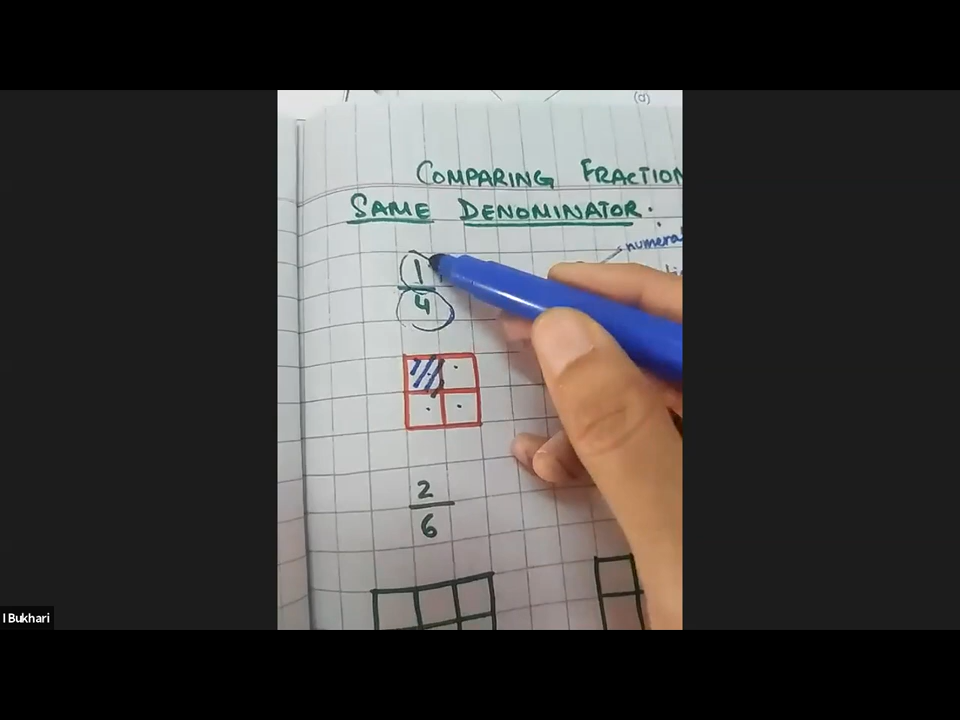 (d)
COMPARING FRACTION
SAME DENOMINATOR.
numera
1
4
2
6
I Bukhari